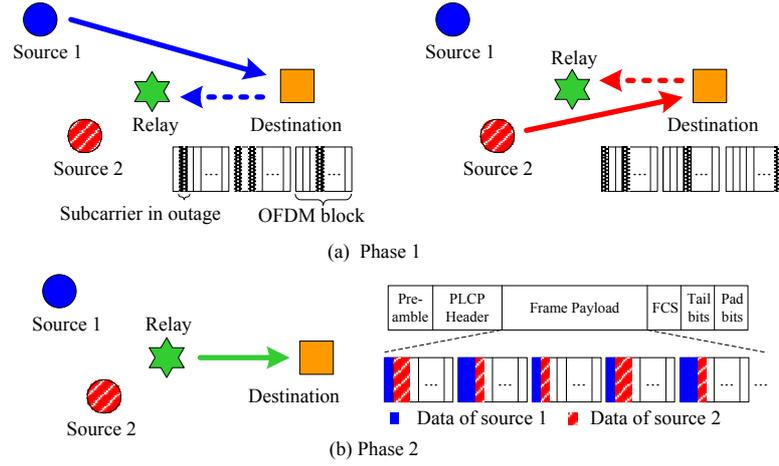 Source 1
Relay
Destination
Source 2
...
...
...
Subcarrier in outage
OFDM block
Source 1
Relay
Destination
Source 2
...
...
...
(a) Phase 1
Source 1
Relay
Destination
Source 2
Pre-
amble
PLCP
Header
Frame Payload
FCS
Tail
bits
Pad
bits
...
...
...
...
...
...
Data of source 1
Data of source 2
(b) Phase 2